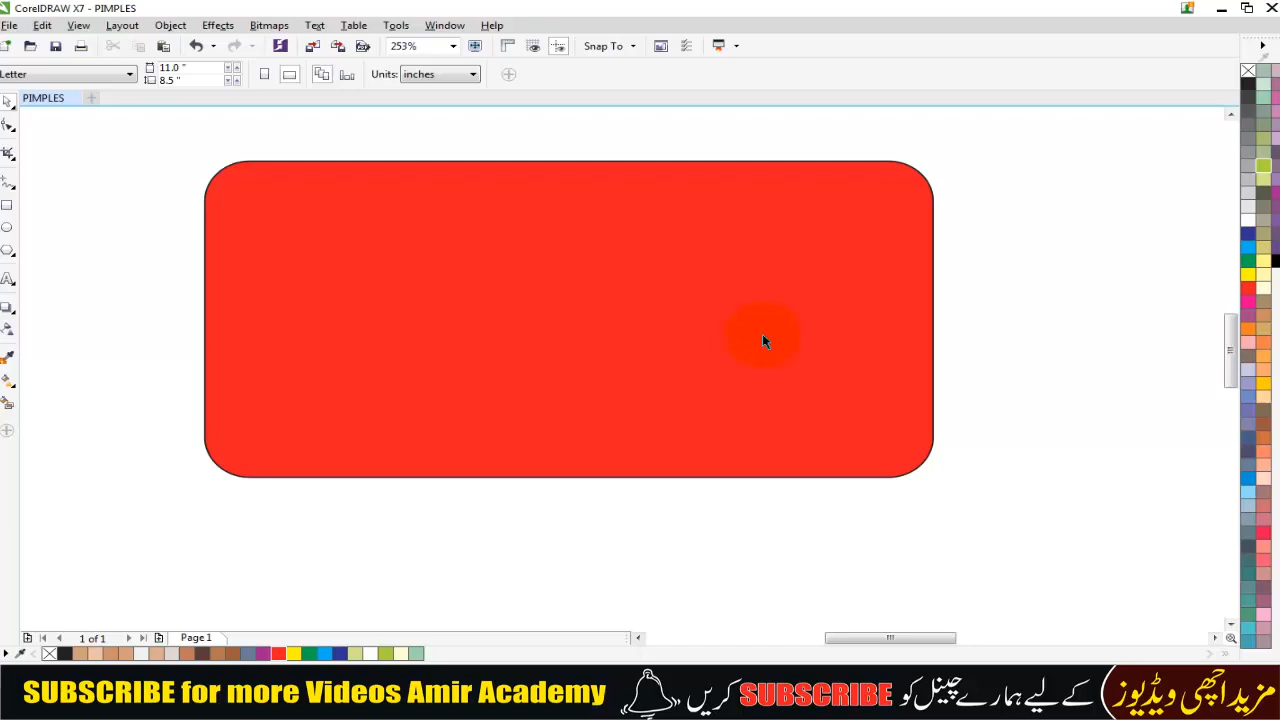 CorelDRAW X7 - PIMPLES
File Edit View Layout Object Effects Bitmaps Text Table Tools Window Help
253% Snap To
Letter 11.0 " 8.5 " Units: inches
PIMPLES
1 of 1 Page 1
SUBSCRIBE for more Videos Amir Academy کے لیے ہمارے چینل کو SUBSCRIBE کریں
مزید اچھی ویڈیوز